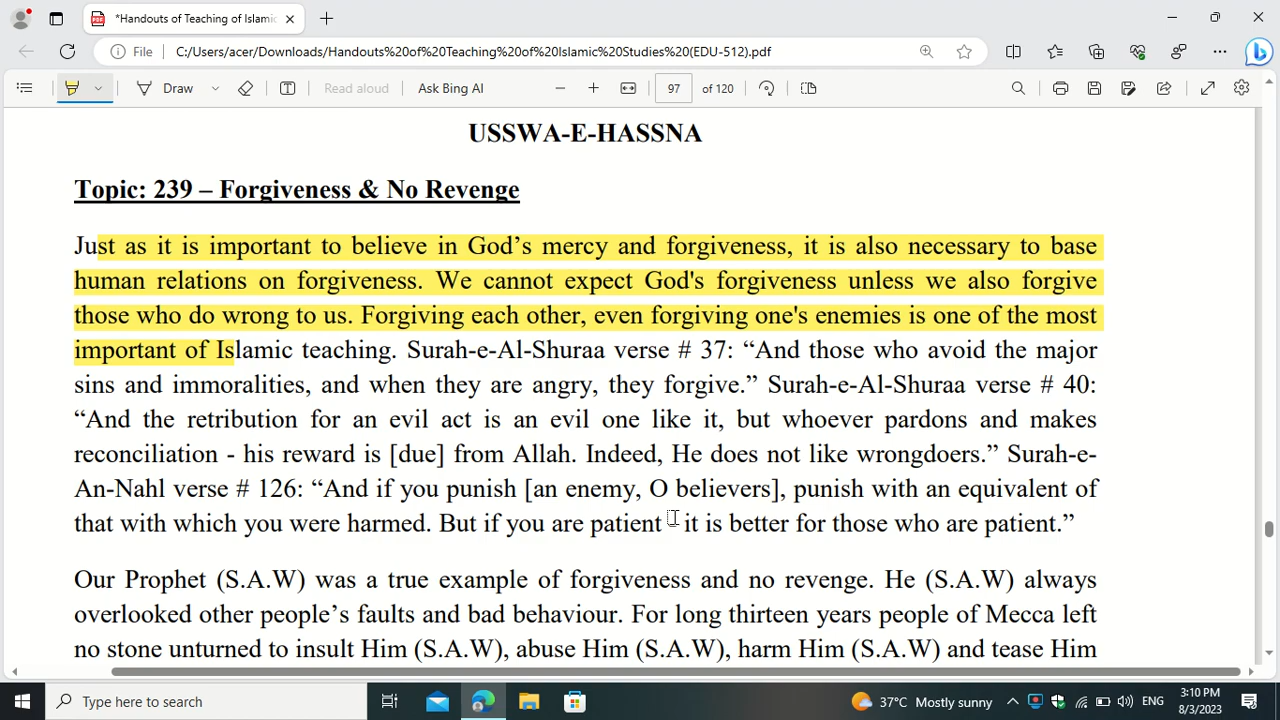 *Handouts of Teaching of Islamic
File
C:/Users/acer/Downloads/Handouts%20of%20Teaching%20of%20Islamic%20Studies%20(EDU-512).pdf
Draw
Read aloud
Ask Bing AI
97 of 120
USSWA-E-HASSNA
Topic: 239 – Forgiveness & No Revenge
Just as it is important to believe in God’s mercy and forgiveness, it is also necessary to base
human relations on forgiveness. We cannot expect God's forgiveness unless we also forgive
those who do wrong to us. Forgiving each other, even forgiving one's enemies is one of the most
important of Islamic teaching. Surah-e-Al-Shuraa verse # 37: “And those who avoid the major
sins and immoralities, and when they are angry, they forgive.” Surah-e-Al-Shuraa verse # 40:
“And the retribution for an evil act is an evil one like it, but whoever pardons and makes
reconciliation - his reward is [due] from Allah. Indeed, He does not like wrongdoers.” Surah-e-
An-Nahl verse # 126: “And if you punish [an enemy, O believers], punish with an equivalent of
that with which you were harmed. But if you are patient it is better for those who are patient.”
Our Prophet (S.A.W) was a true example of forgiveness and no revenge. He (S.A.W) always
overlooked other people’s faults and bad behaviour. For long thirteen years people of Mecca left
no stone unturned to insult Him (S.A.W), abuse Him (S.A.W), harm Him (S.A.W) and tease Him
Type here to search
37°C Mostly sunny
ENG
3:10 PM
8/3/2023